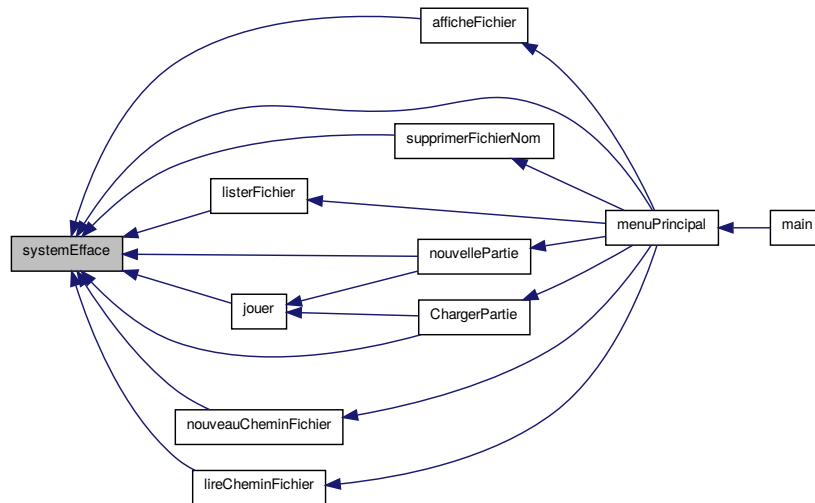 afficheFichier
supprimerFichierNom
listerFichier
menuPrincipal
main
systemEfface
nouvellePartie
jouer
ChargerPartie
nouveauCheminFichier
lireCheminFichier